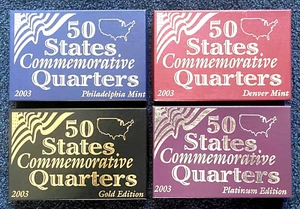 50
States
Commemorative
Quarters
2003 Philadelphia Mint
50
States
Commemorative
Quarters
2003 Denver Mint
50
States
Commemorative
Quarters
2003 Gold Edition
50
States
Commemorative
Quarters
2003 Platinum Edition